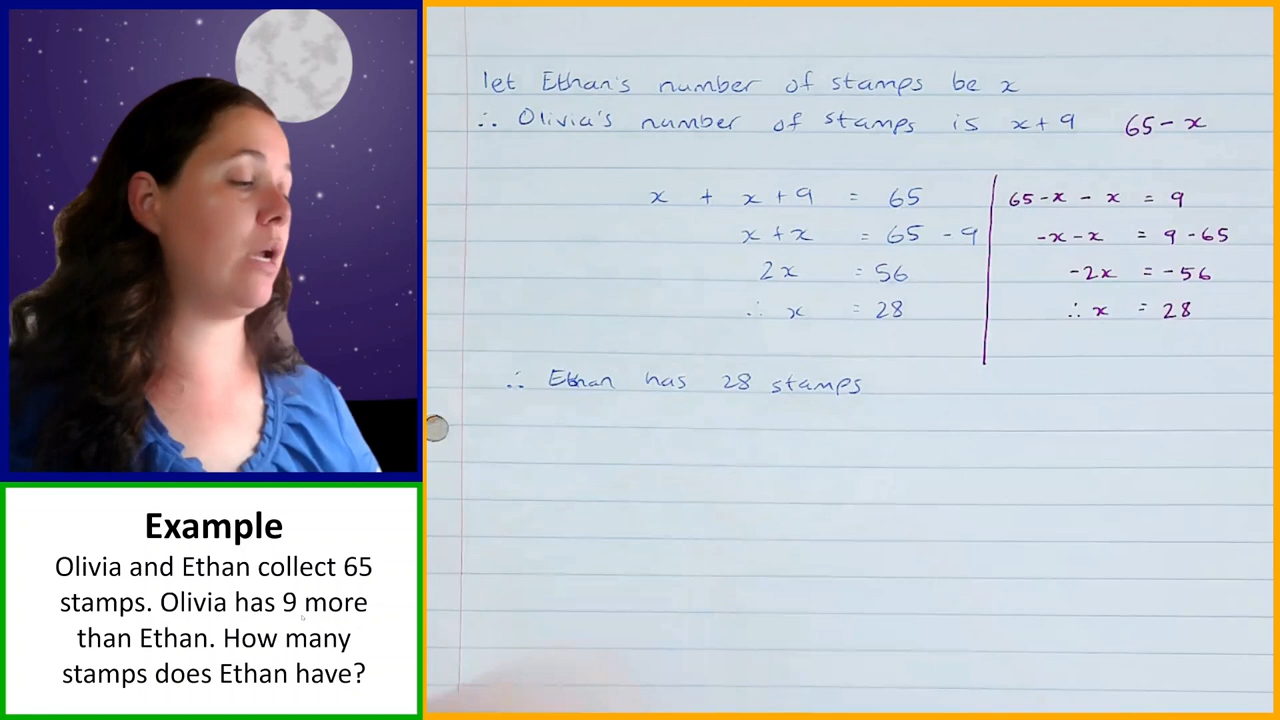 let Ethan's number of stamps be x
∴ Olivia's number of stamps is x + 9 65 - x
x + x + 9 = 65
x + x = 65 - 9
2x = 56
∴ x = 28
65 - x - x = 9
-x - x = 9 - 65
-2x = -56
∴ x = 28
∴ Ethan has 28 stamps
Example
Olivia and Ethan collect 65
stamps. Olivia has 9 more
than Ethan. How many
stamps does Ethan have?